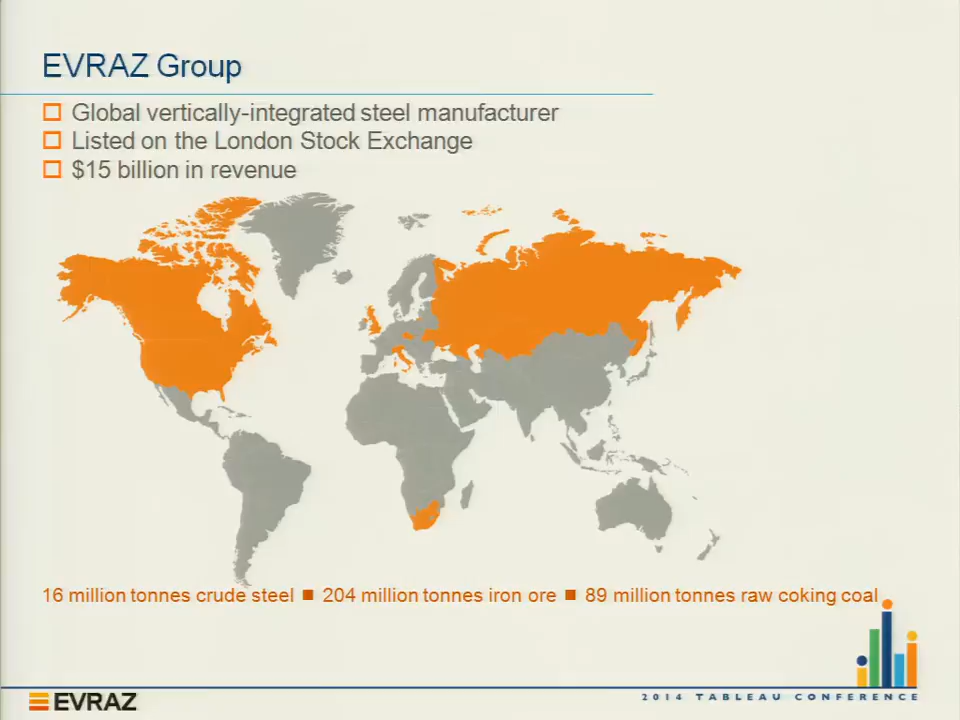 EVRAZ Group
Global vertically-integrated steel manufacturer
Listed on the London Stock Exchange
$15 billion in revenue
16 million tonnes crude steel ■ 204 million tonnes iron ore ■ 89 million tonnes raw coking coal
EVRAZ
2014 TABLEAU CONFERENCE